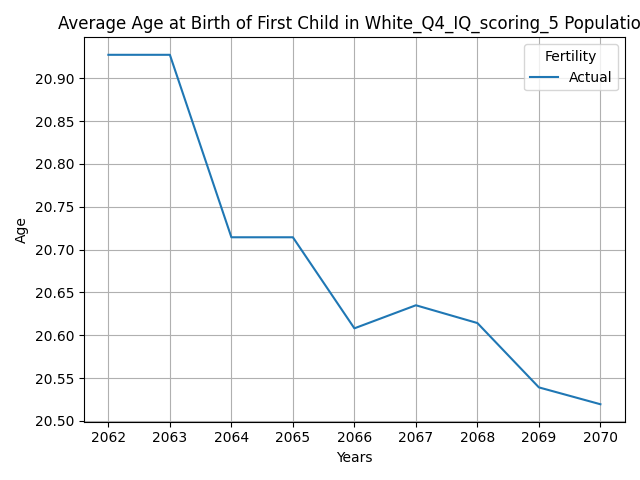 Average Age at Birth of First Child in White_Q4_IQ_scoring_5 Populatio
Fertility
Actual
20.90
20.85
20.80
20.75
20.70
20.65
20.60
20.55
20.50
Age
2062 2063 2064 2065 2066 2067 2068 2069 2070
Years